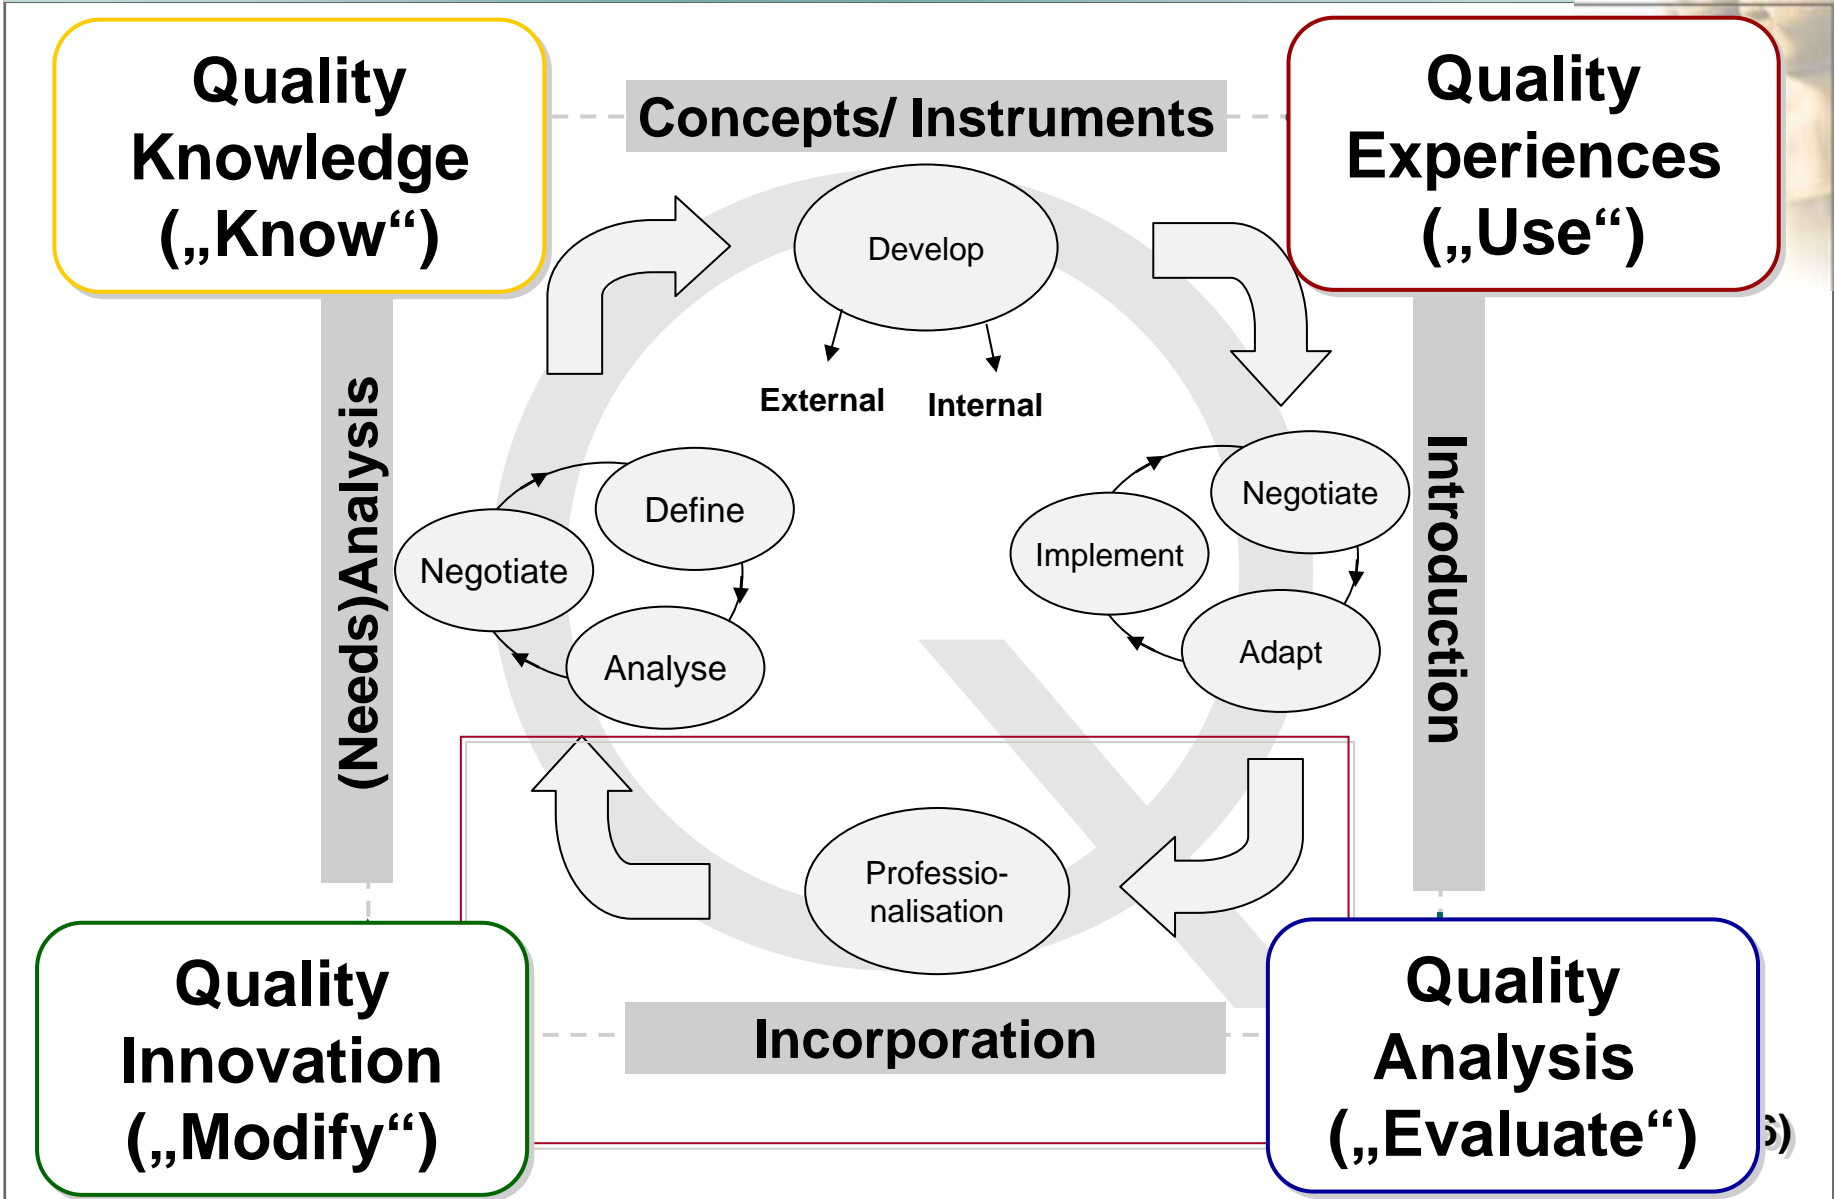 Quality
Knowledge
(„Know“)
Concepts/ Instruments
Quality
Experiences
(„Use“)
Develop
External
Internal
(Needs)Analysis
Define
Negotiate
Analyse
Negotiate
Implement
Adapt
Introduction
Professio-
nalisation
Quality
Innovation
(„Modify“)
Incorporation
Quality
Analysis
(„Evaluate“)
6)